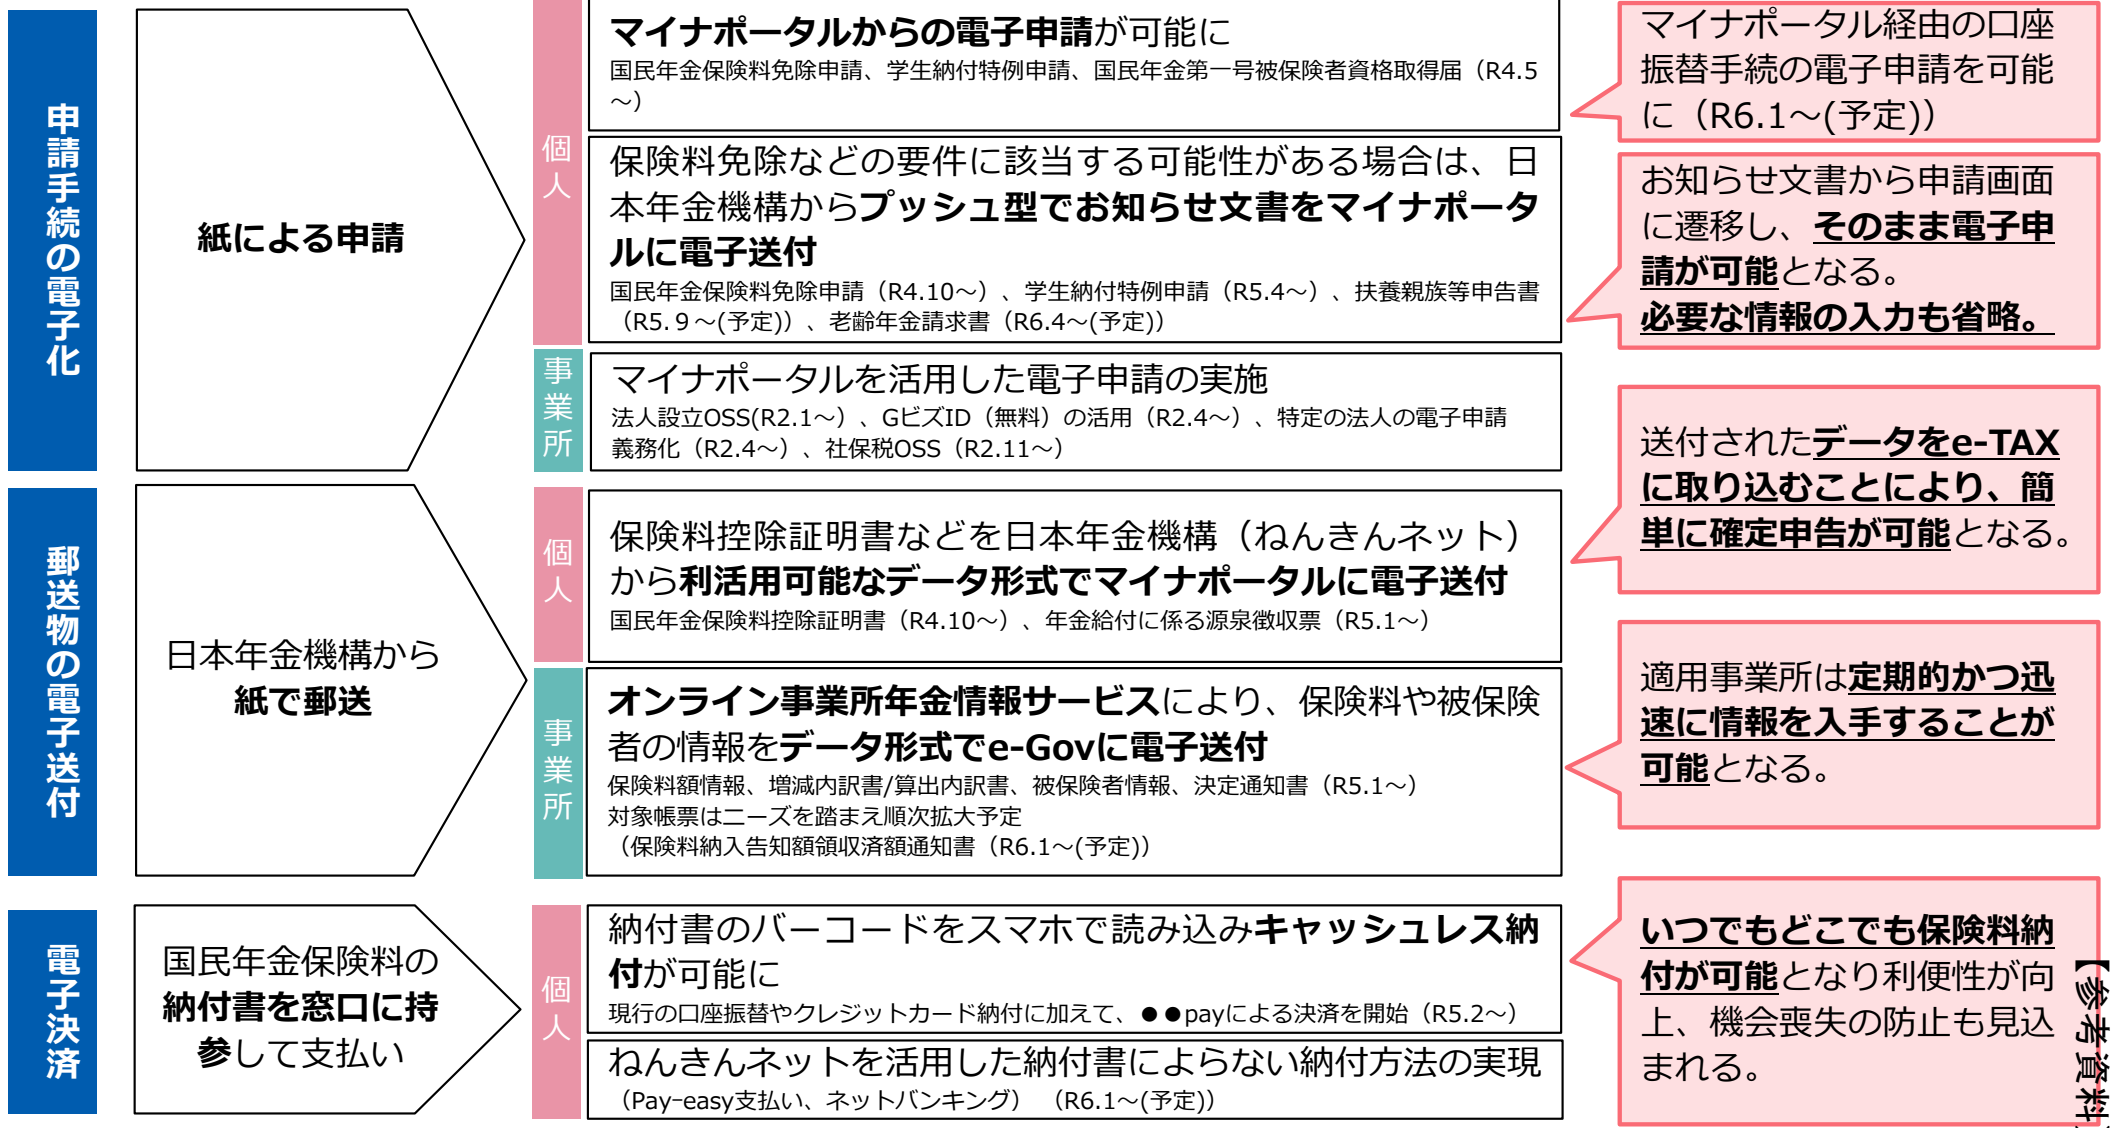 申請手続の電子化
紙による申請
個人
マイナポータルからの電子申請が可能に
国民年金保険料免除申請、学生納付特例申請、国民年金第一号被保険者資格取得届（R4.5
～）
マイナポータル経由の口座
振替手続の電子申請を可能
に（R6.1～(予定)）
保険料免除などの要件に該当する可能性がある場合は、日
本年金機構からプッシュ型でお知らせ文書をマイナポータ
ルに電子送付
国民年金保険料免除申請（R4.10～）、学生納付特例申請（R5.4～）、扶養親族等申告書
（R5.９～(予定)）、老齢年金請求書（R6.4～(予定)）
お知らせ文書から申請画面
に遷移し、そのまま電子申
請が可能となる。
必要な情報の入力も省略。
事業所
マイナポータルを活用した電子申請の実施
法人設立OSS(R2.1～）、GビズID（無料）の活用（R2.4～）、特定の法人の電子申請
義務化（R2.4～）、社保税OSS（R2.11～）
郵送物の電子送付
日本年金機構から
紙で郵送
個人
保険料控除証明書などを日本年金機構（ねんきんネット）
から利活用可能なデータ形式でマイナポータルに電子送付
国民年金保険料控除証明書（R4.10～）、年金給付に係る源泉徴収票（R5.1～）
送付されたデータをe-TAX
に取り込むことにより、簡
単に確定申告が可能となる。
事業所
オンライン事業所年金情報サービスにより、保険料や被保険
者の情報をデータ形式でe-Govに電子送付
保険料額情報、増減内訳書/算出内訳書、被保険者情報、決定通知書（R5.1～）
対象帳票はニーズを踏まえ順次拡大予定
（保険料納入告知額領収済額通知書（R6.1～(予定)）
適用事業所は定期的かつ迅
速に情報を入手することが
可能となる。
電子決済
国民年金保険料の
納付書を窓口に持
参して支払い
個人
納付書のバーコードをスマホで読み込みキャッシュレス納
付が可能に
現行の口座振替やクレジットカード納付に加えて、●●payによる決済を開始（R5.2～）
ねんきんネットを活用した納付書によらない納付方法の実現
（Pay-easy支払い、ネットバンキング）（R6.1～(予定)）
いつでもどこでも保険料納
付が可能となり利便性が向
上、機会喪失の防止も見込
まれる。
【参考資料